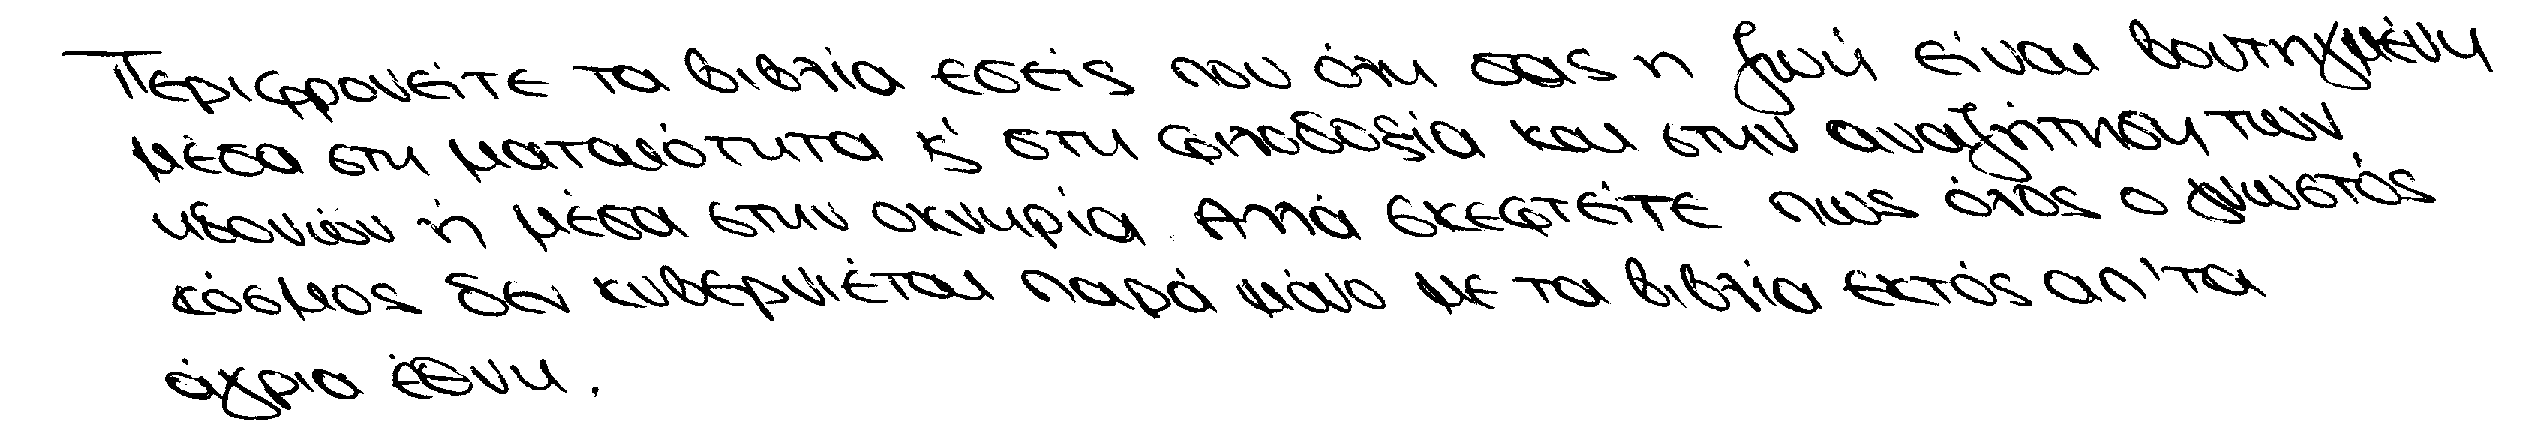 Περιφρονείτε τα βιβλία εσείς που όλη σας η ζωή είναι βουτηγμένη
μέσα στη ματαιότητα κ' στη φιλοδοξία και στην αναζήτηση των
ηδονών ή μέσα στην οκνηρία. Αλλά σκεφτείτε πως όλος ο γνωστός
κόσμος δεν κυβερνιέται παρά μόνο με τα βιβλία εκτός απ' τα
άγρια έθνη.